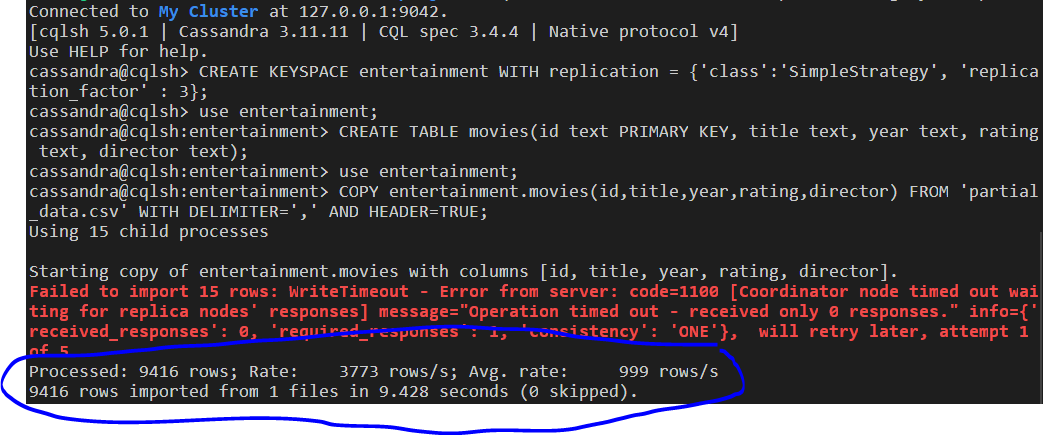 Connected to My Cluster at 127.0.0.1:9042.
[cqlsh 5.0.1 | Cassandra 3.11.11 | CQL spec 3.4.4 | Native protocol v4]
Use HELP for help.
cassandra@cqlsh> CREATE KEYSPACE entertainment WITH replication = {'class':'SimpleStrategy', 'replica
tion_factor' : 3};
cassandra@cqlsh> use entertainment;
cassandra@cqlsh:entertainment> CREATE TABLE movies(id text PRIMARY KEY, title text, year text, rating
 text, director text);
cassandra@cqlsh:entertainment> use entertainment;
cassandra@cqlsh:entertainment> COPY entertainment.movies(id,title,year,rating,director) FROM 'partial
_data.csv' WITH DELIMITER=',' AND HEADER=TRUE;
Using 15 child processes
Starting copy of entertainment.movies with columns [id, title, year, rating, director].
Failed to import 15 rows: WriteTimeout - Error from server: code=1100 [Coordinator node timed out wai
ting for replica nodes' responses] message="Operation timed out - received only 0 responses." info={'
received_responses': 0, 'required_responses': 1, 'consistency': 'ONE'},  will retry later, attempt 1
of 5
Processed: 9416 rows; Rate:    3773 rows/s; Avg. rate:     999 rows/s
9416 rows imported from 1 files in 9.428 seconds (0 skipped).